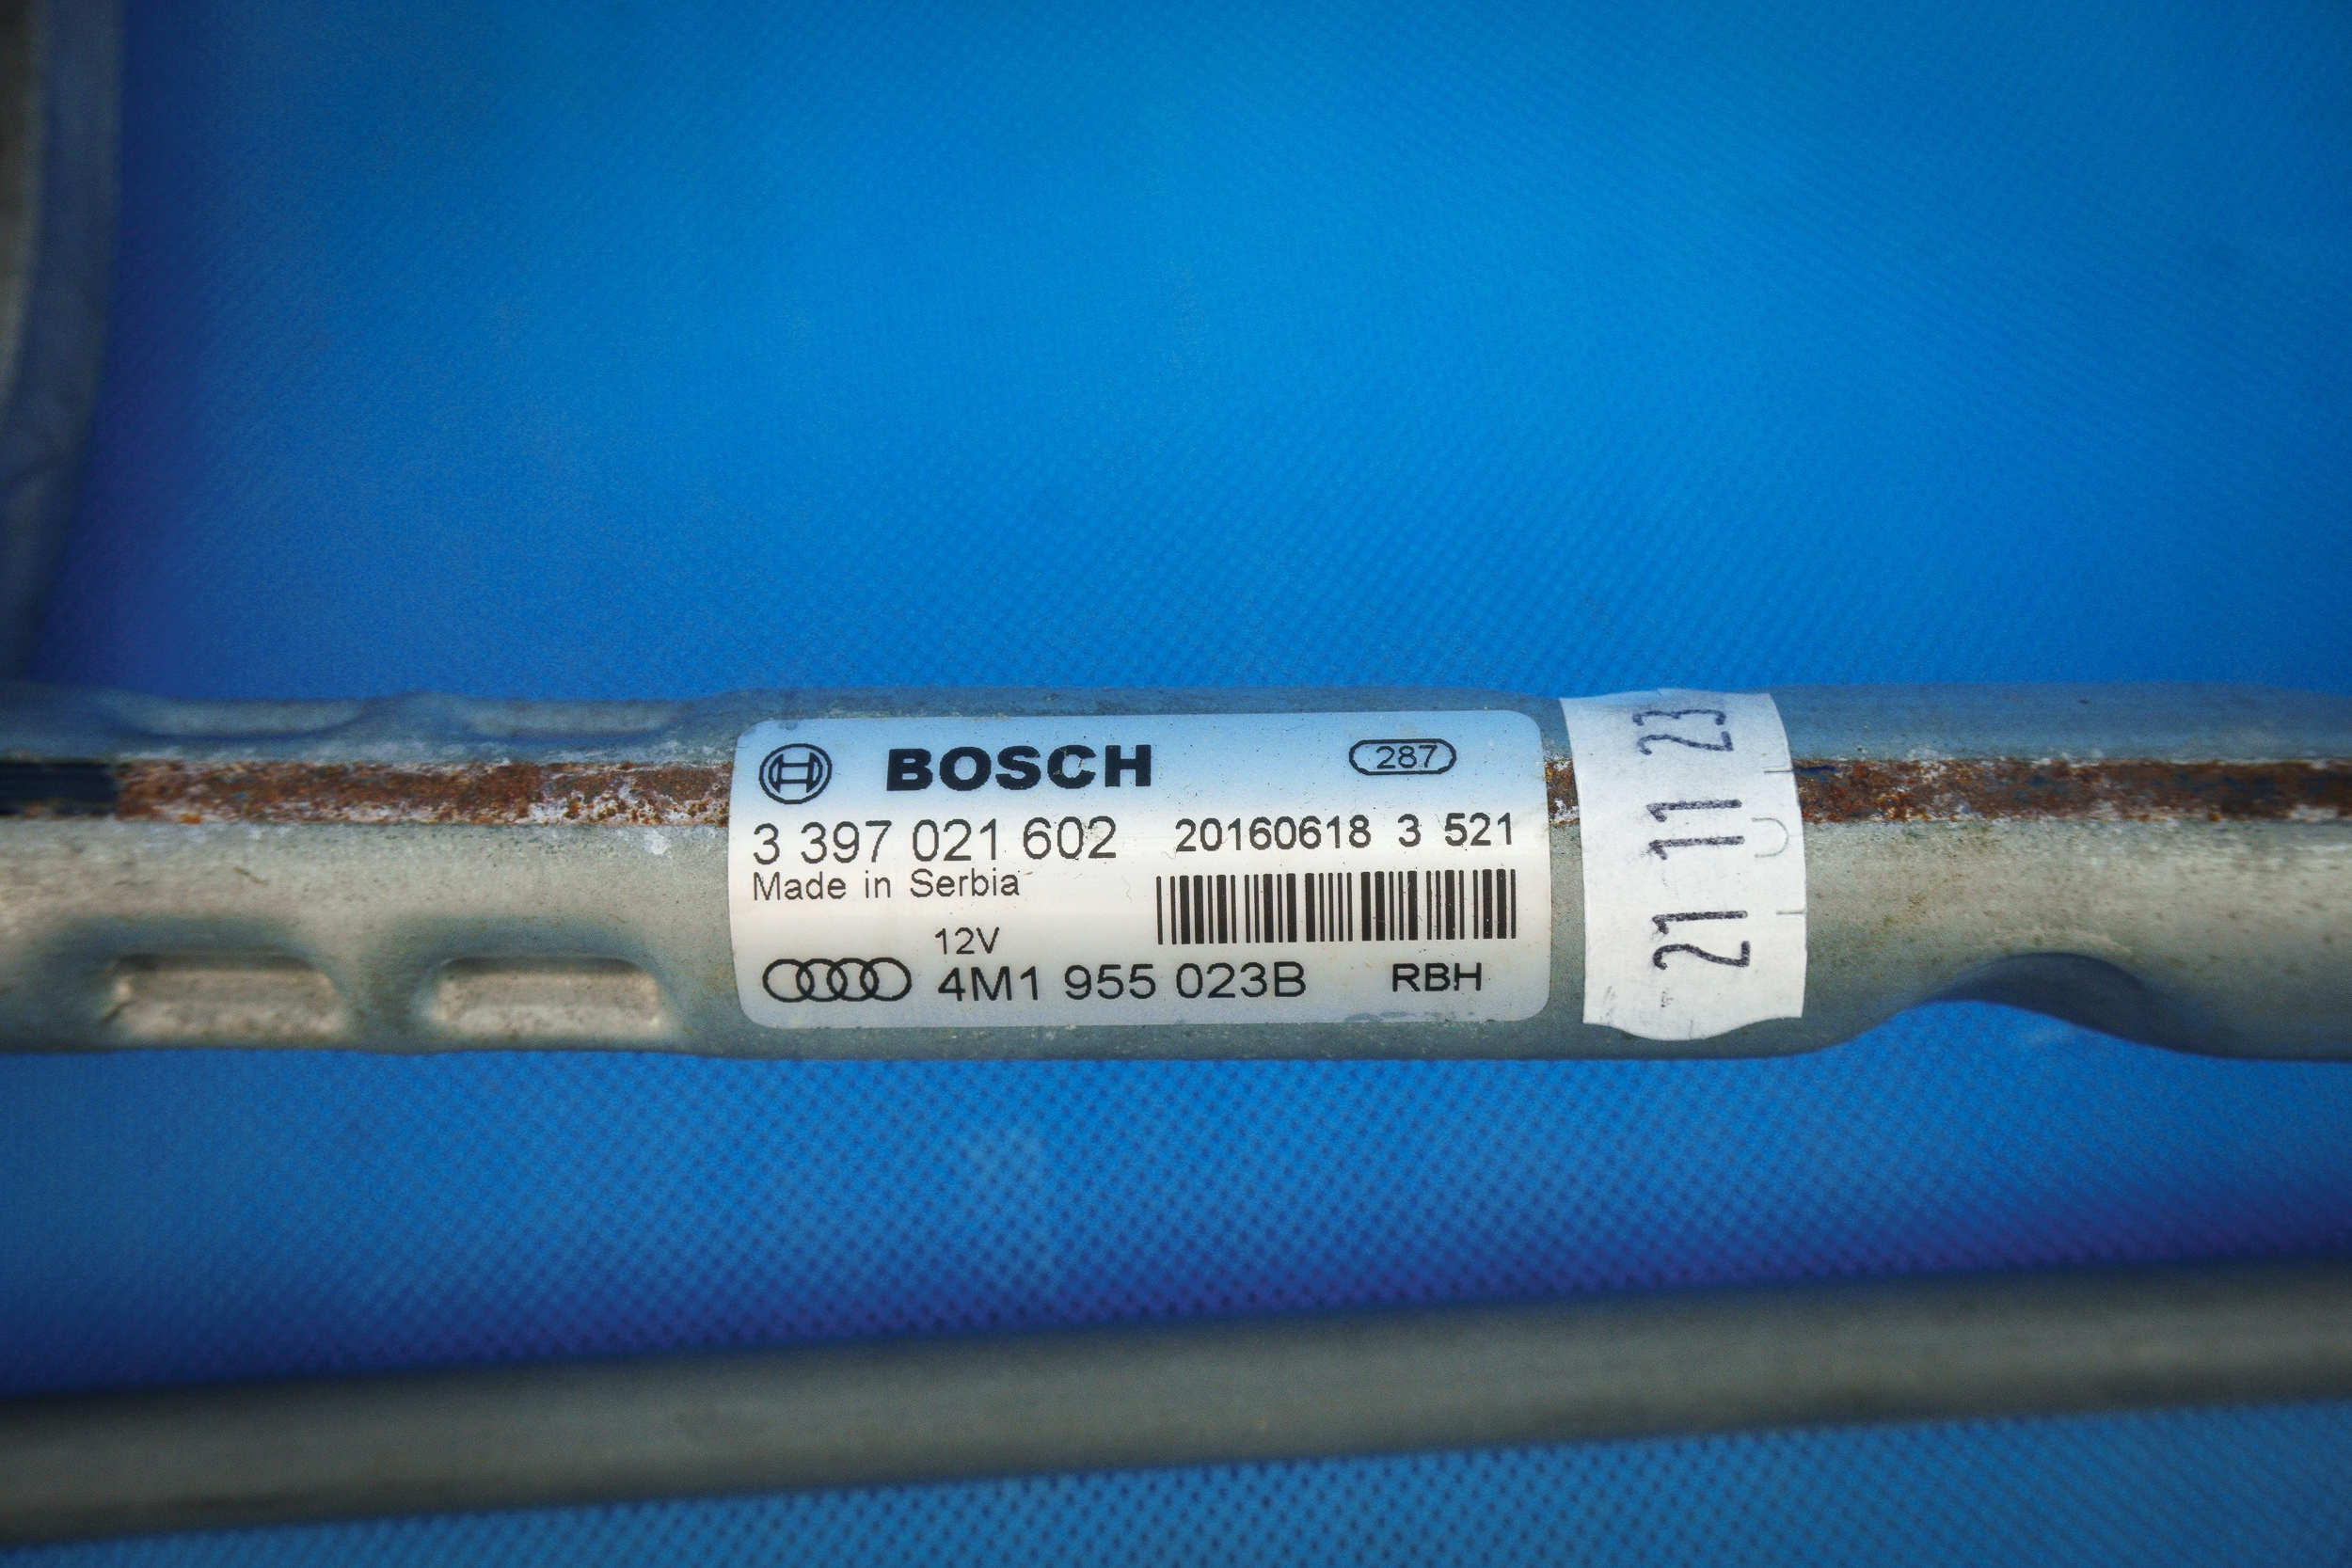 BOSCH 287
3 397 021 602 20160618 3 521
Made in Serbia
12V
4M1 955 023B RBH
21 11 23